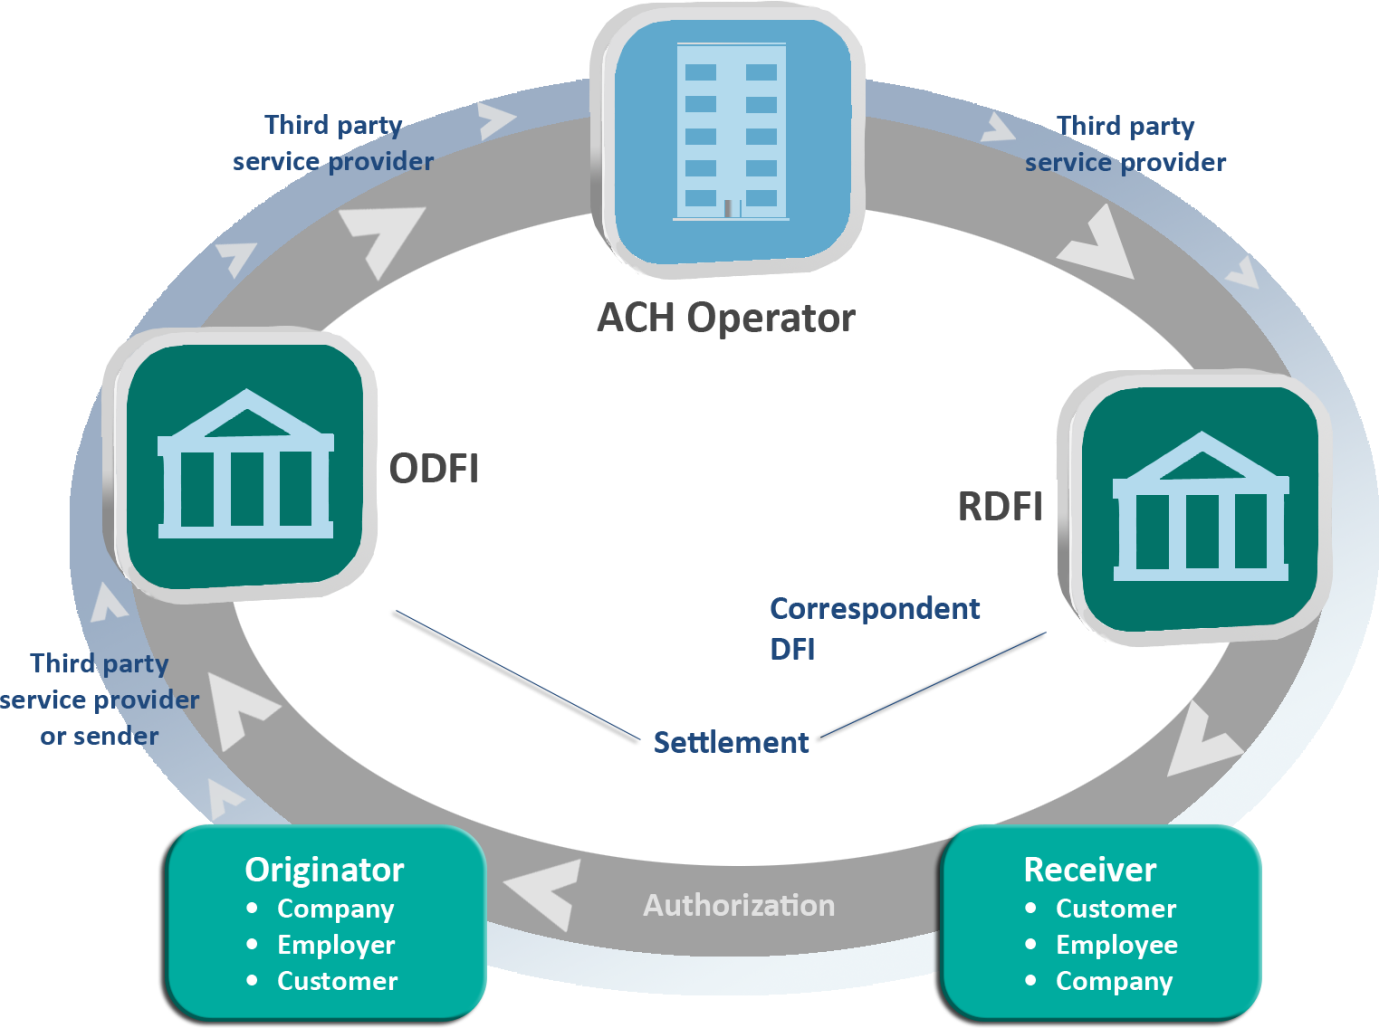 Third party
service provider
Third party
service provider
ACH Operator
ODFI
RDFI
Correspondent
DFI
Third party
service provider
or sender
Settlement
Originator
• Company
• Employer
• Customer
Authorization
Receiver
• Customer
• Employee
• Company